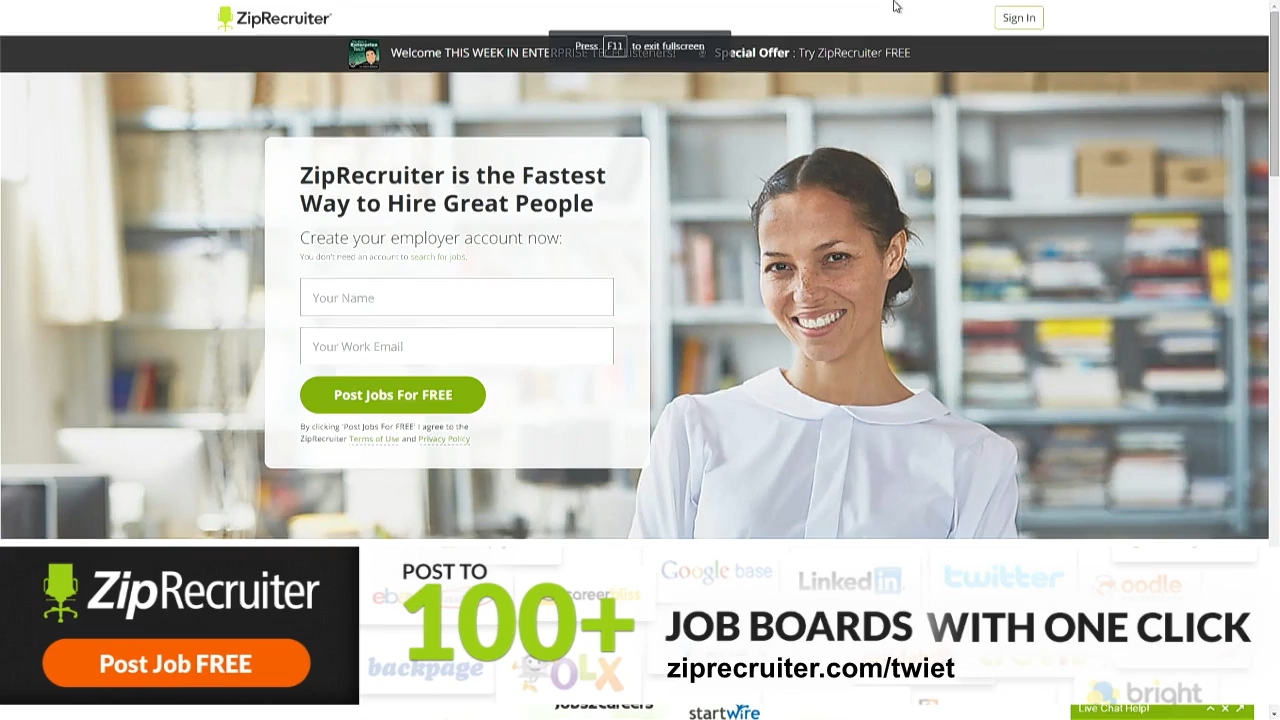 ZipRecruiter
Sign In
Welcome THIS WEEK IN ENTERPRISE TECH listeners! Special Offer : Try ZipRecruiter FREE
Press F11 to exit fullscreen
ZipRecruiter is the Fastest
Way to Hire Great People
Create your employer account now:
You don't need an account to search for jobs.
Your Name
Your Work Email
Post Jobs For FREE
By clicking 'Post Jobs For FREE' I agree to the
ZipRecruiter Terms of Use and Privacy Policy
ZipRecruiter
Post Job FREE
POST TO
100+
JOB BOARDS WITH ONE CLICK
ziprecruiter.com/twiet
Google base
LinkedIn
twitter
oodle
backpage
OLX
bright
Jobs2Careers
startwire
Live Chat Help!